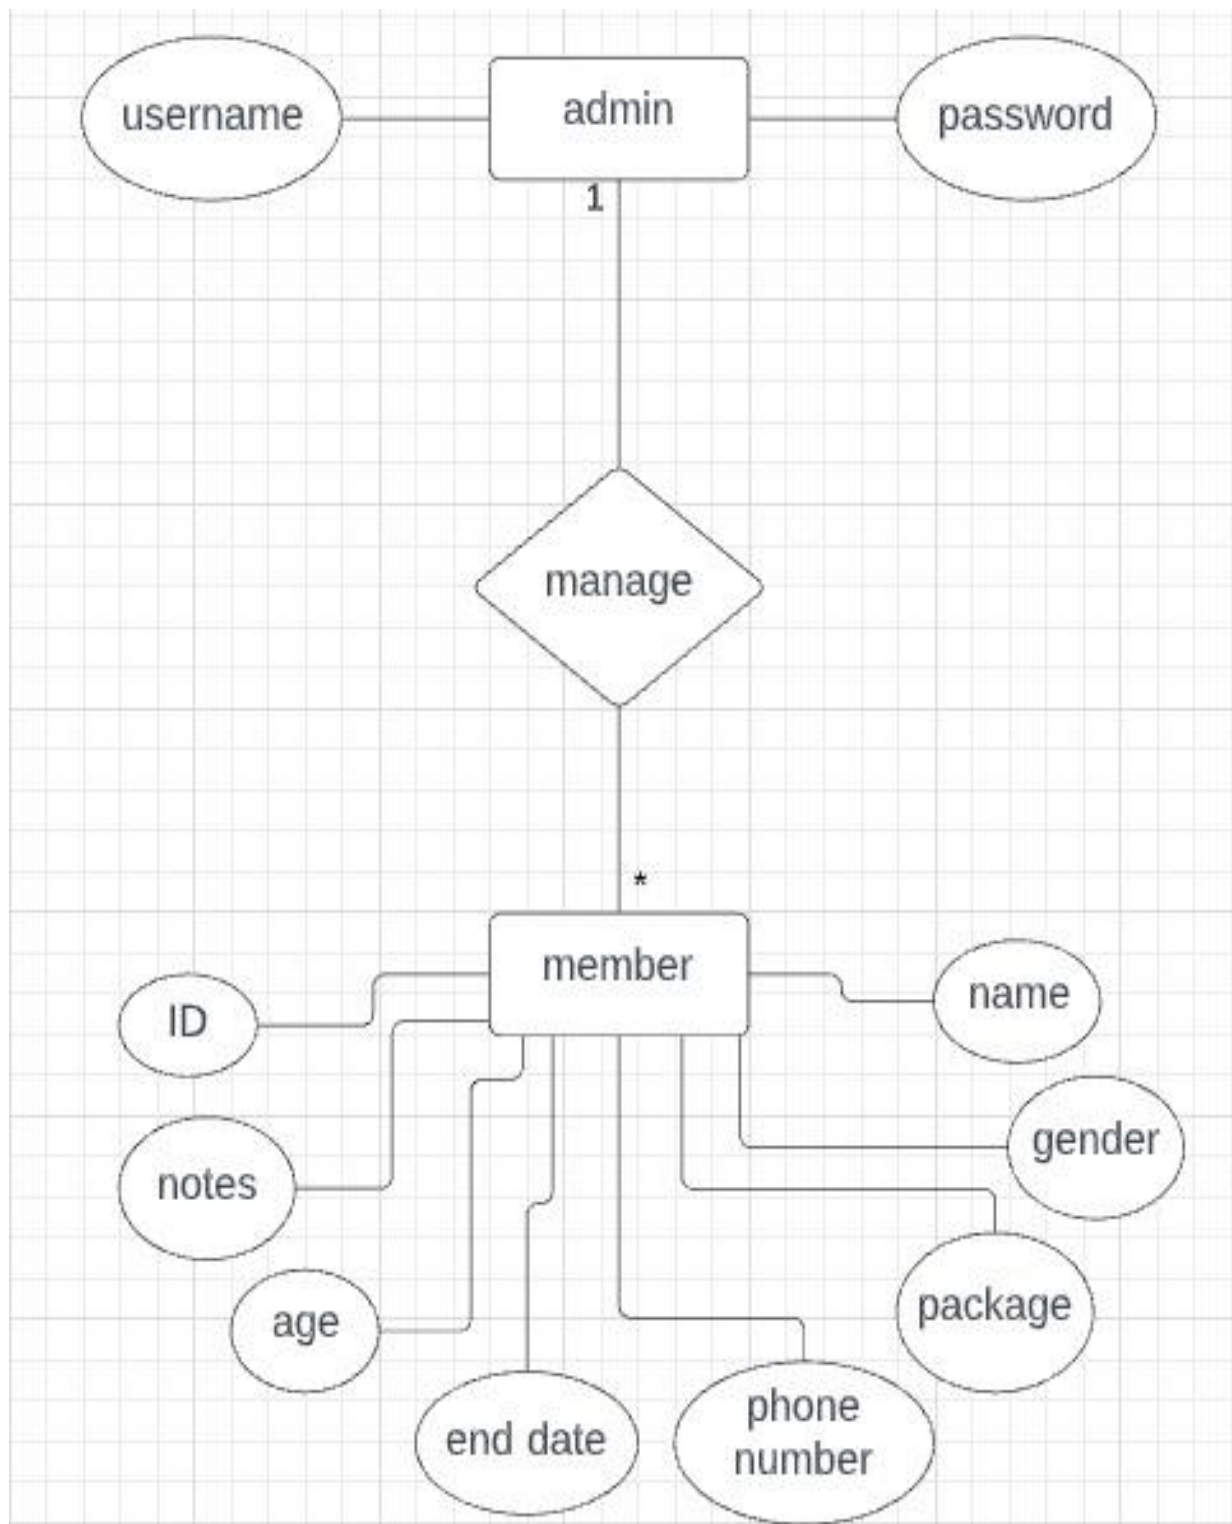 username
admin
password
1
manage
*
member
name
ID
gender
notes
package
age
end date
phone
number